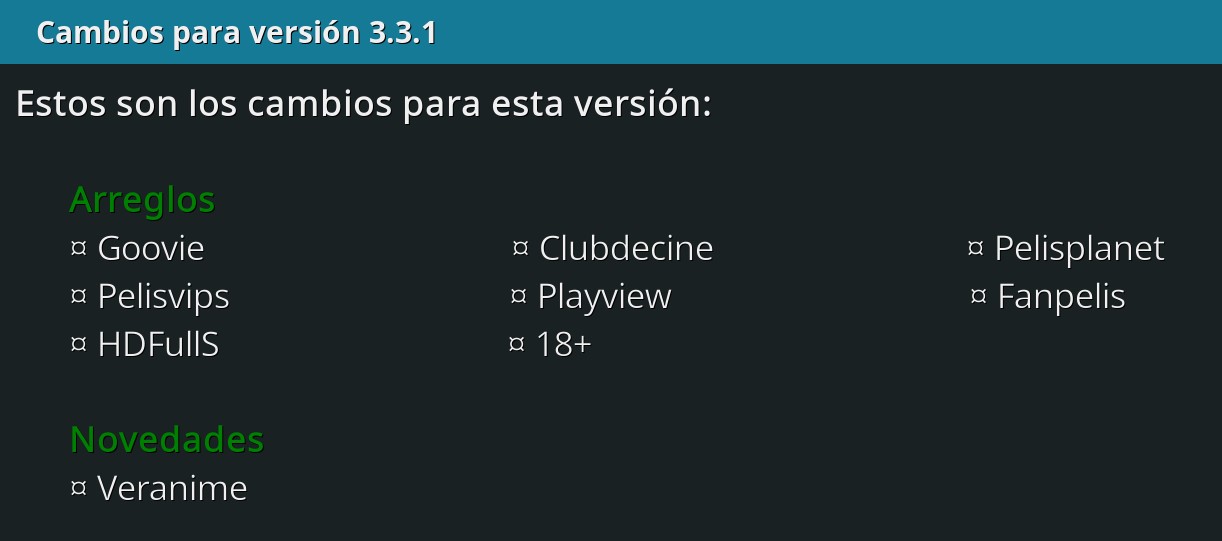 Cambios para versión 3.3.1
Estos son los cambios para esta versión:
Arreglos
¤ Goovie ¤ Clubdecine ¤ Pelisplanet
¤ Pelisvips ¤ Playview ¤ Fanpelis
¤ HDFullS ¤ 18+
Novedades
¤ Veranime